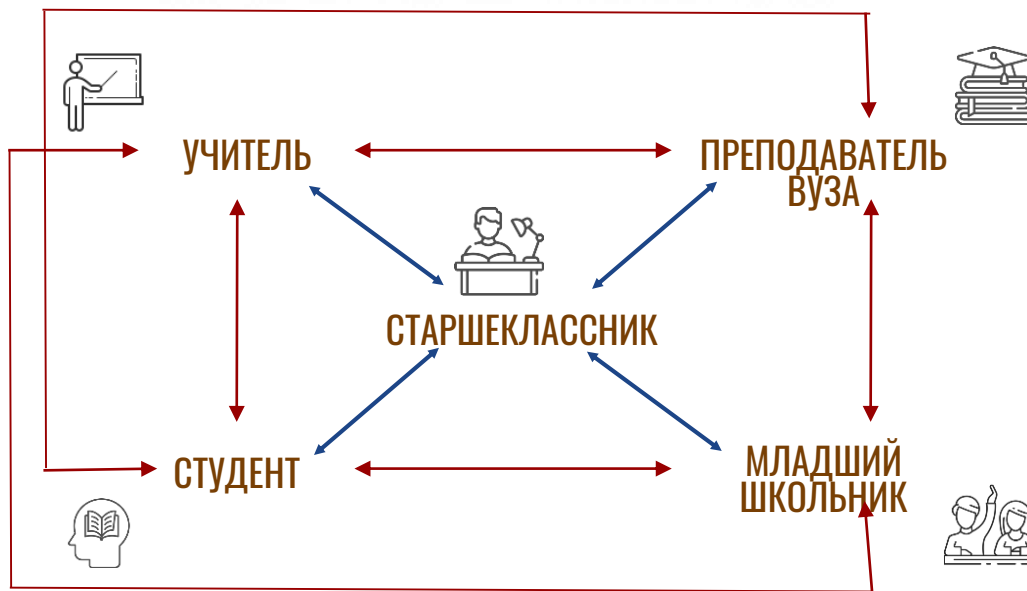 УЧИТЕЛЬ
ПРЕПОДАВАТЕЛЬ
ВУЗА
СТАРШЕКЛАССНИК
СТУДЕНТ
МЛАДШИЙ
ШКОЛЬНИК